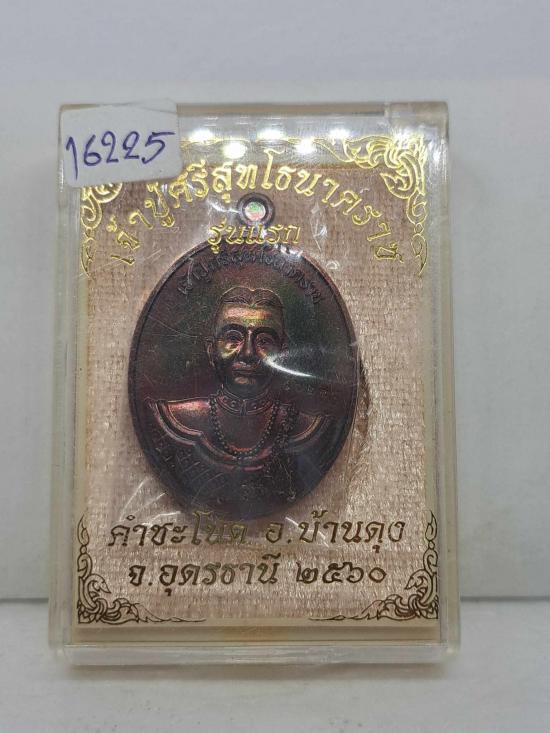 16225
เจ้าปู่ศรีสุทโธนาคราช
รุ่นแรก
คำชะโนด อ.บ้านดุง
จ.อุดรธานี ๒๕๖๐